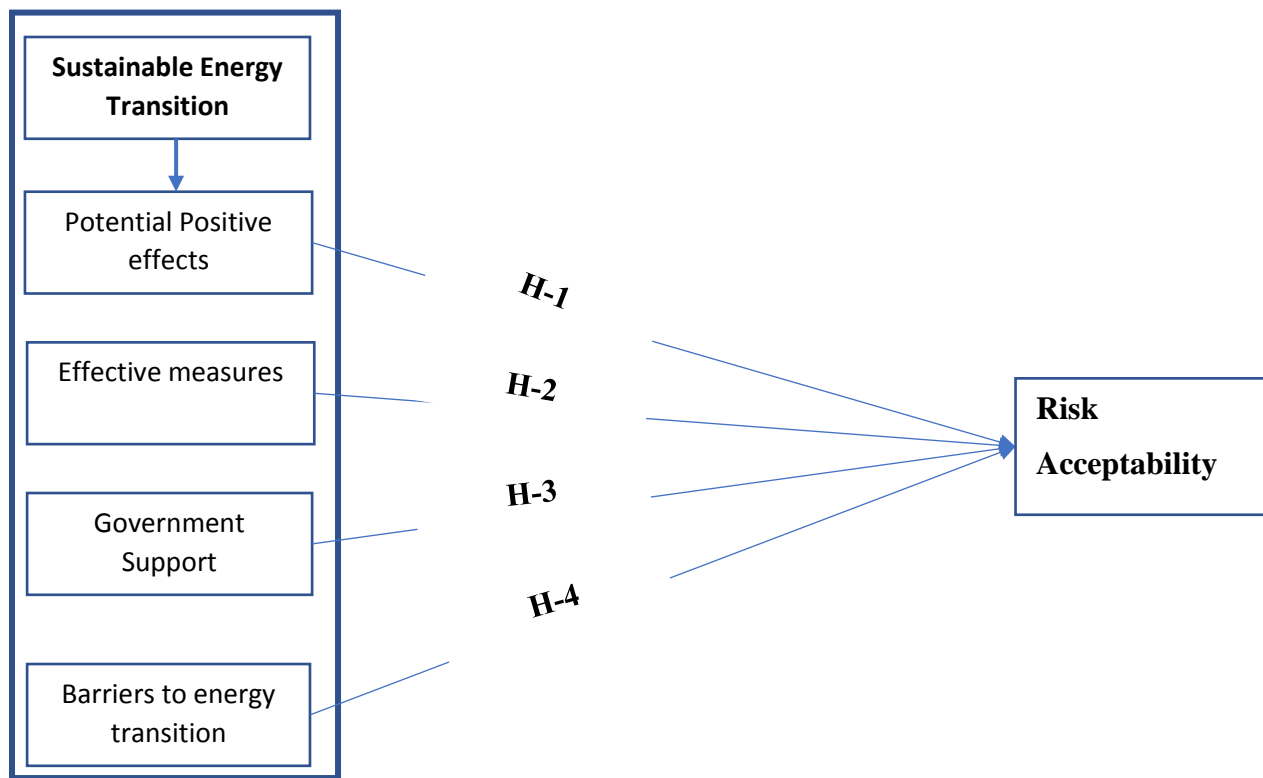 Sustainable Energy
Transition
Potential Positive
effects
Effective measures
Government
Support
Barriers to energy
transition
H-1
H-2
H-3
H-4
Risk
Acceptability